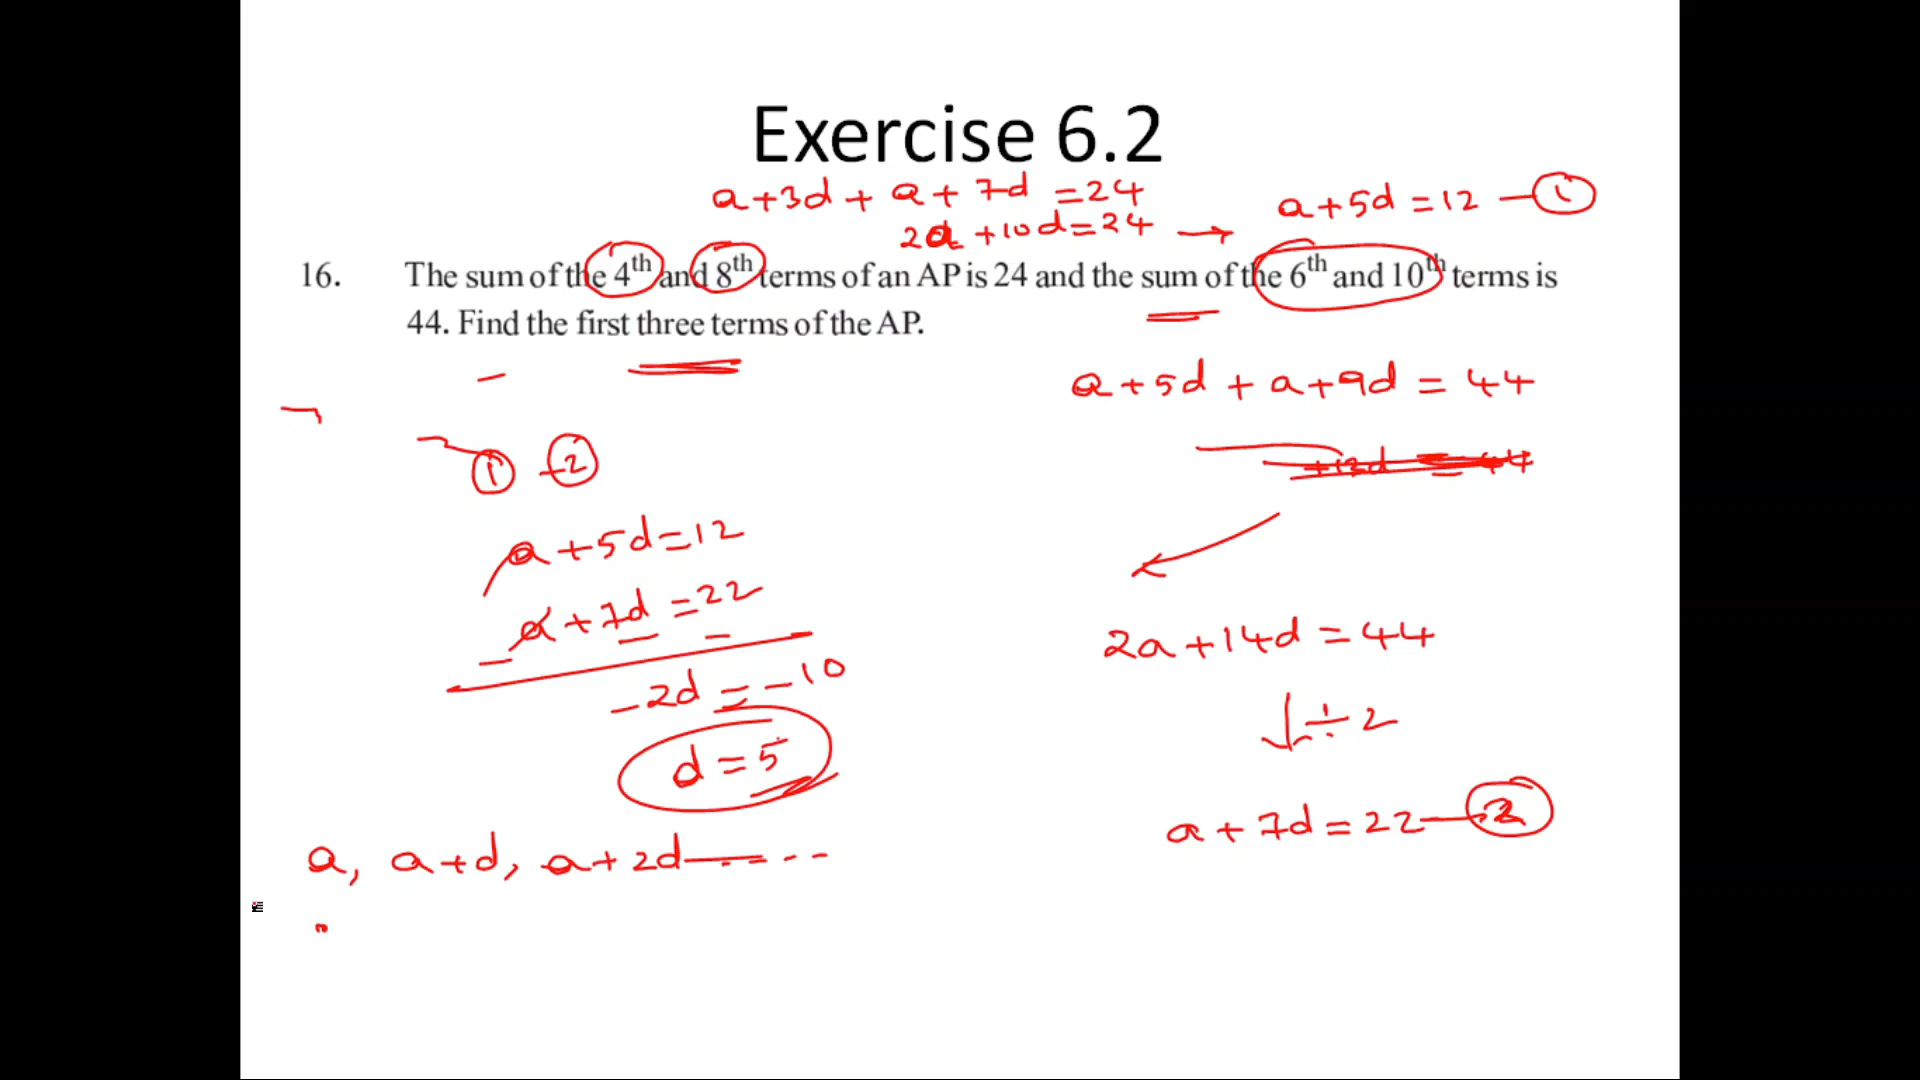 Exercise 6.2
a+3d + a+7d =24
2a +10d=24 →
a+5d =12 — 1
16. The sum of the 4th and 8th terms of an AP is 24 and the sum of the 6th and 10th terms is
44. Find the first three terms of the AP.
a+5d + a+9d = 44
+12d = 44
2a+14d =44
÷ 2
a+7d=22 — 2
1 - 2
a+5d=12
a+7d =22
-2d = -10
d=5
a, a+d, a+2d ----